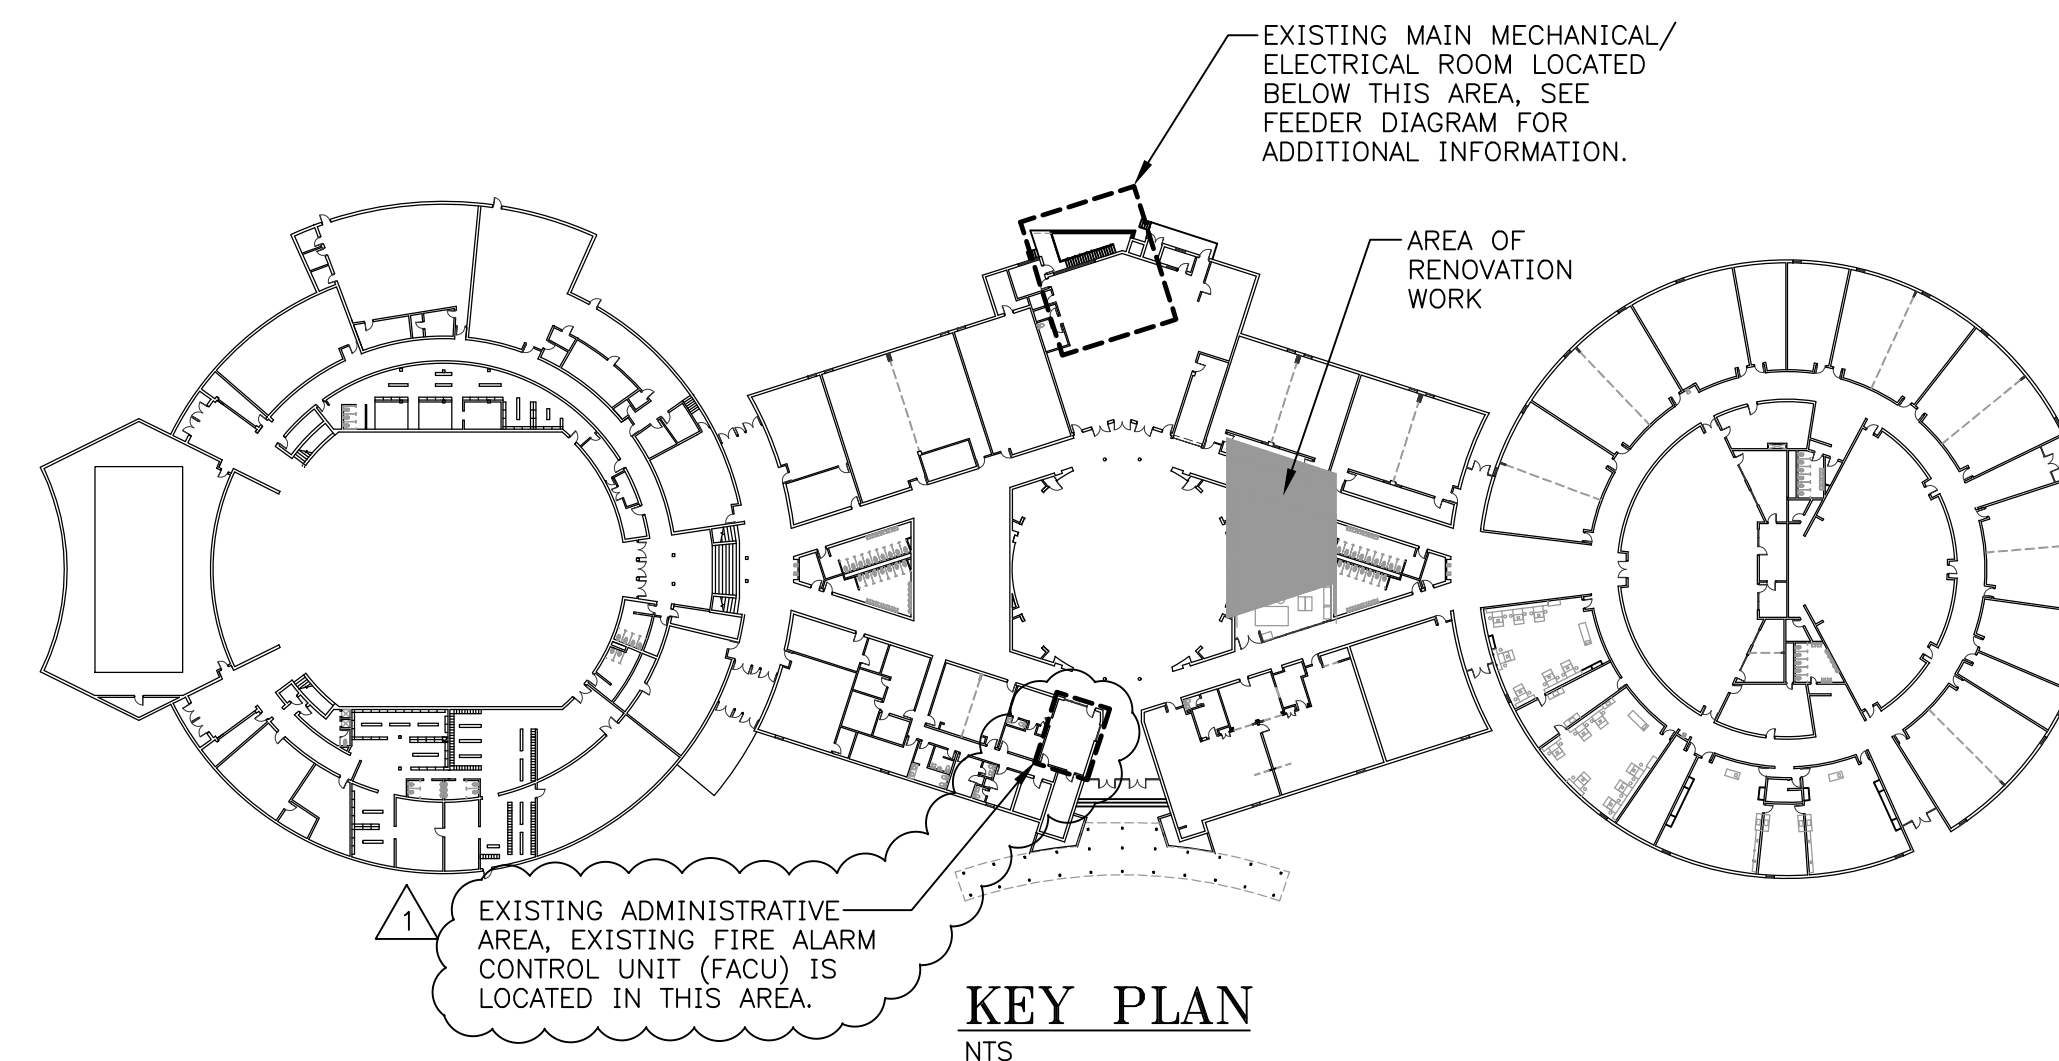 EXISTING MAIN MECHANICAL/
ELECTRICAL ROOM LOCATED
BELOW THIS AREA, SEE
FEEDER DIAGRAM FOR
ADDITIONAL INFORMATION.
AREA OF
RENOVATION
WORK
1
EXISTING ADMINISTRATIVE
AREA, EXISTING FIRE ALARM
CONTROL UNIT (FACU) IS
LOCATED IN THIS AREA.
KEY PLAN
NTS